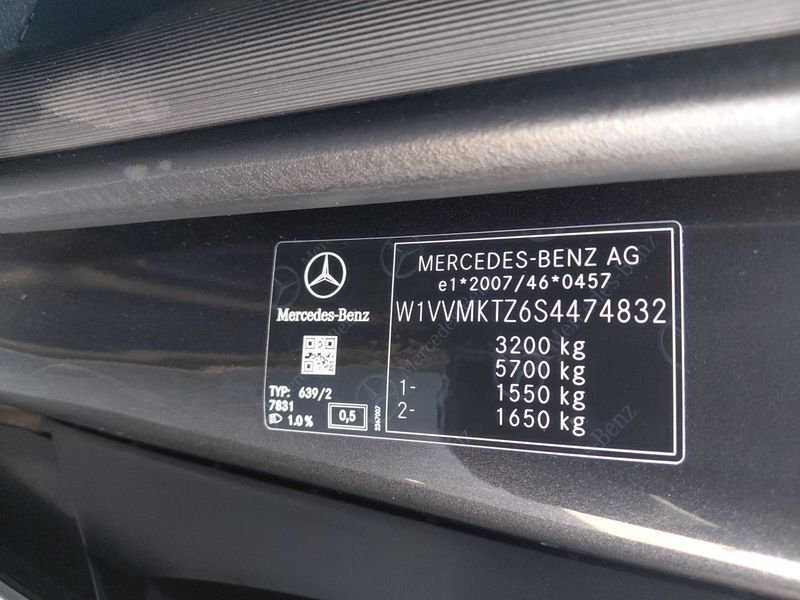 Mercedes-Benz
TYP: 639/2
7831
1.0%
0,5
2367007
MERCEDES-BENZ AG
e1*2007/46*0457
W1VVMKTZ6S4474832
3200 kg
5700 kg
1- 1550 kg
2- 1650 kg